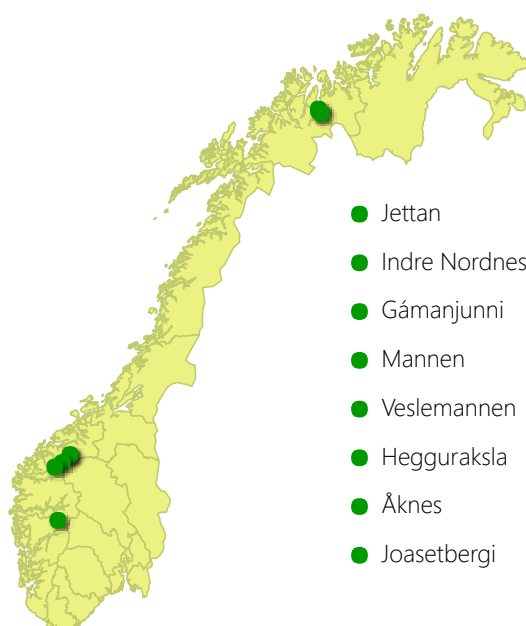 Jettan
Indre Nordnes
Gámanjunni
Mannen
Veslemannen
Hegguraksla
Åknes
Joasetbergi